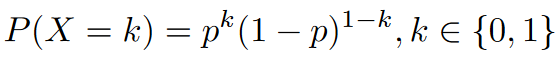 P(X = k) = p^k(1 − p)^{1−k}, k ∈ {0, 1}